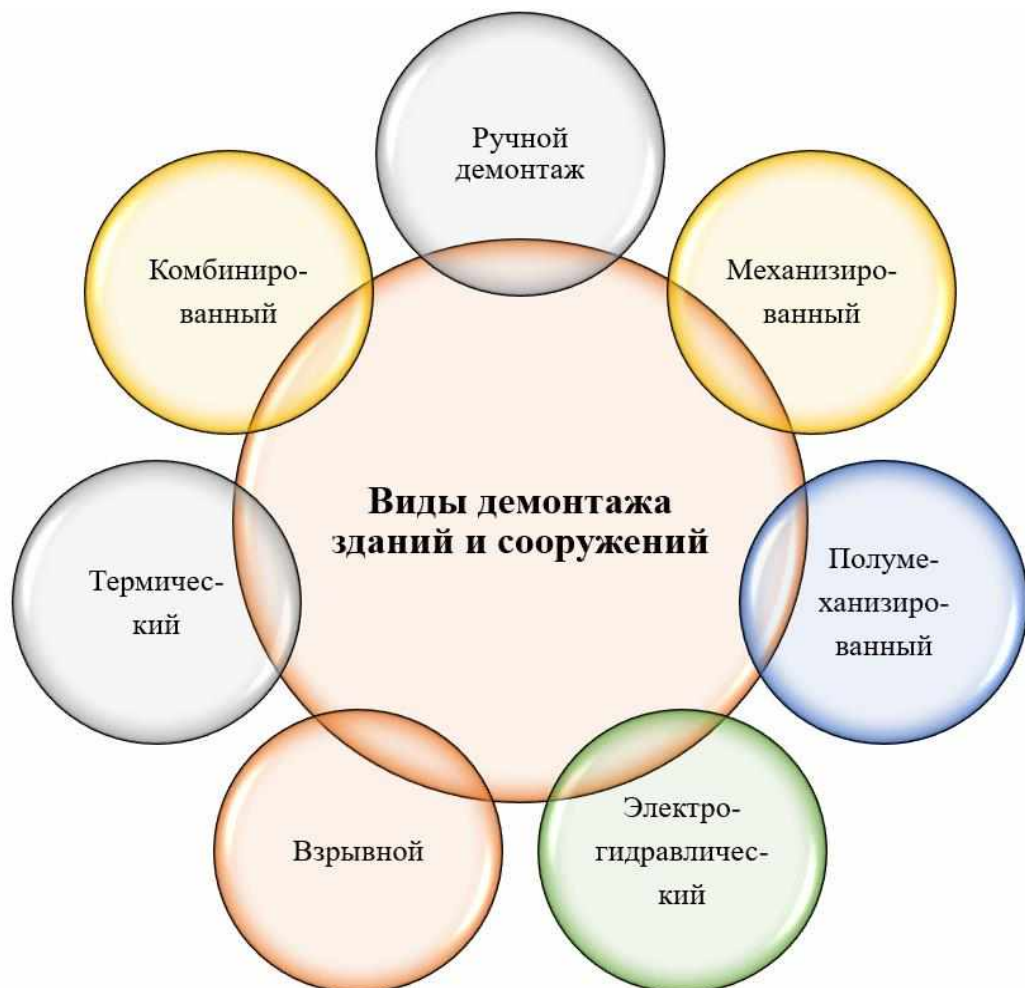 Ручной
демонтаж
Механизиро-
ванный
Полуме-
ханизиро-
ванный
Электро-
гидравличес-
кий
Взрывной
Термичес-
кий
Комбиниро-
ванный
Виды демонтажа
зданий и сооружений